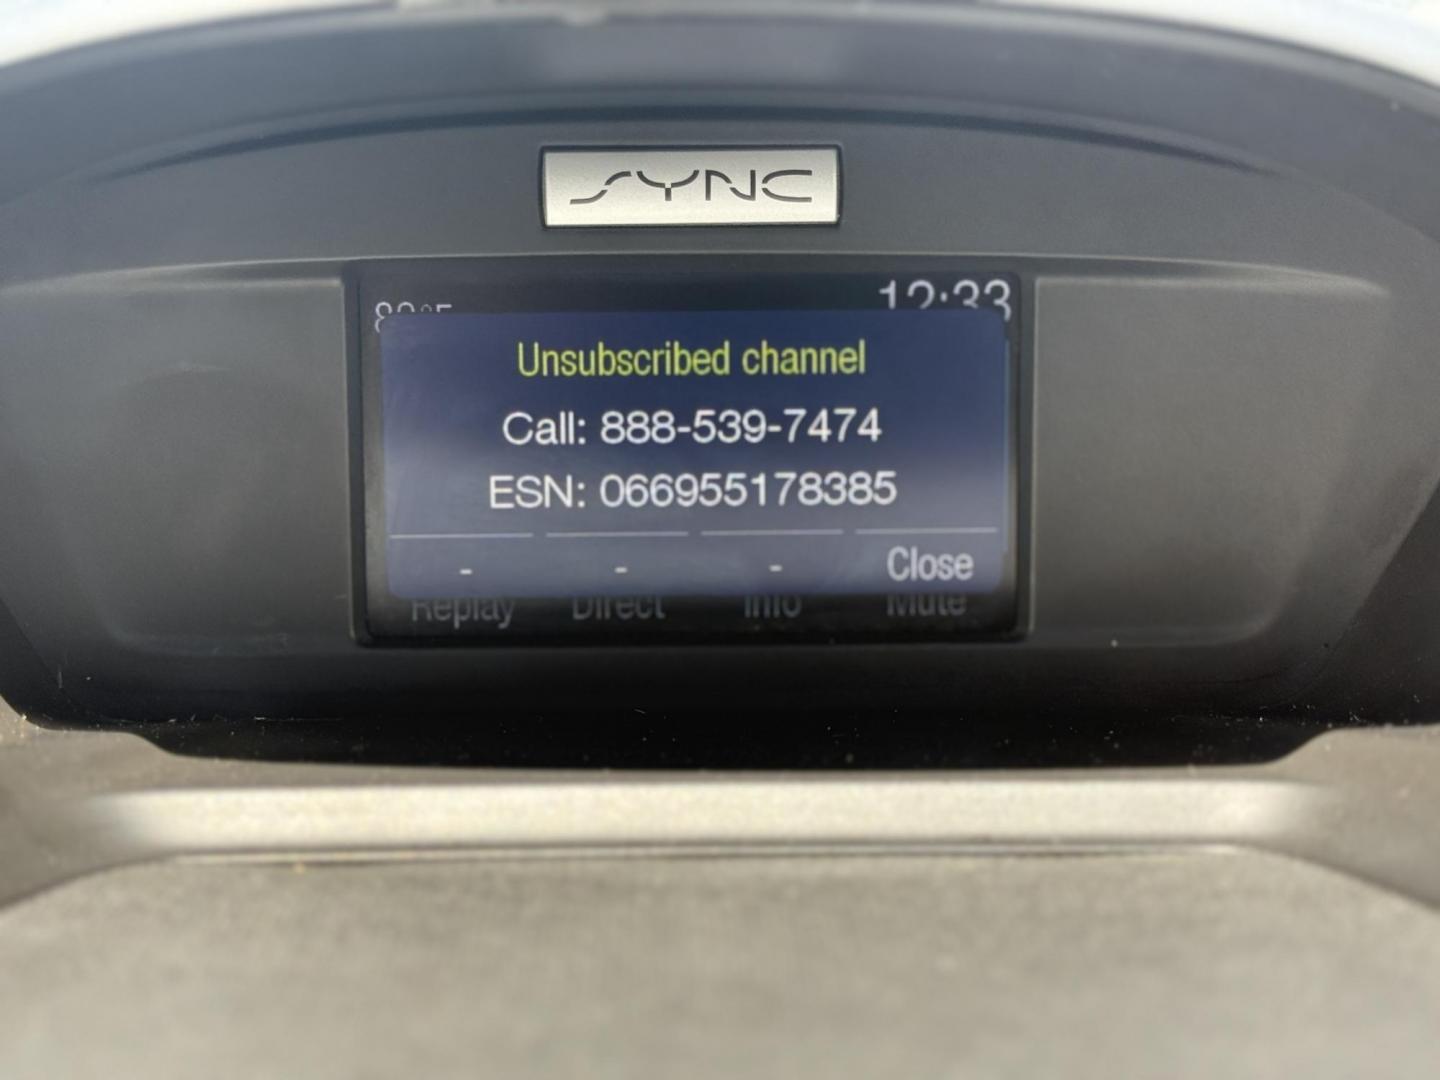 SYNC
12:33
Unsubscribed channel
Call: 888-539-7474
ESN: 066955178385
- - - Close
Replay Direct Info Mute